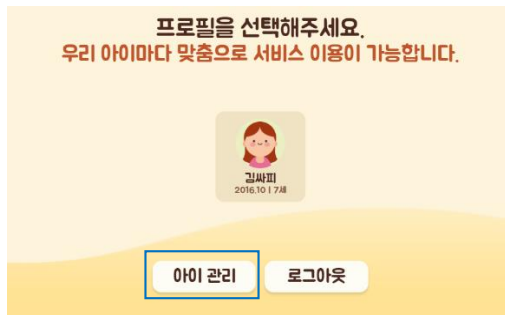 프로필을 선택해주세요.
우리 아이마다 맞춤으로 서비스 이용이 가능합니다.
김싸피
2016.10 | 7세
아이 관리
로그아웃